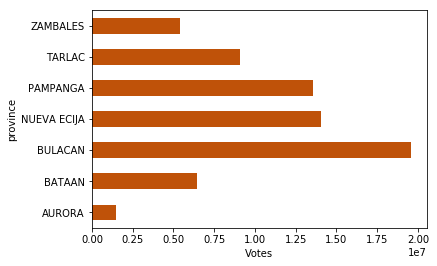 ZAMBALES
TARLAC
PAMPANGA
NUEVA ECIJA
BULACAN
BATAAN
AURORA
province
0.00 0.25 0.50 0.75 1.00 1.25 1.50 1.75 2.00
1e7
Votes